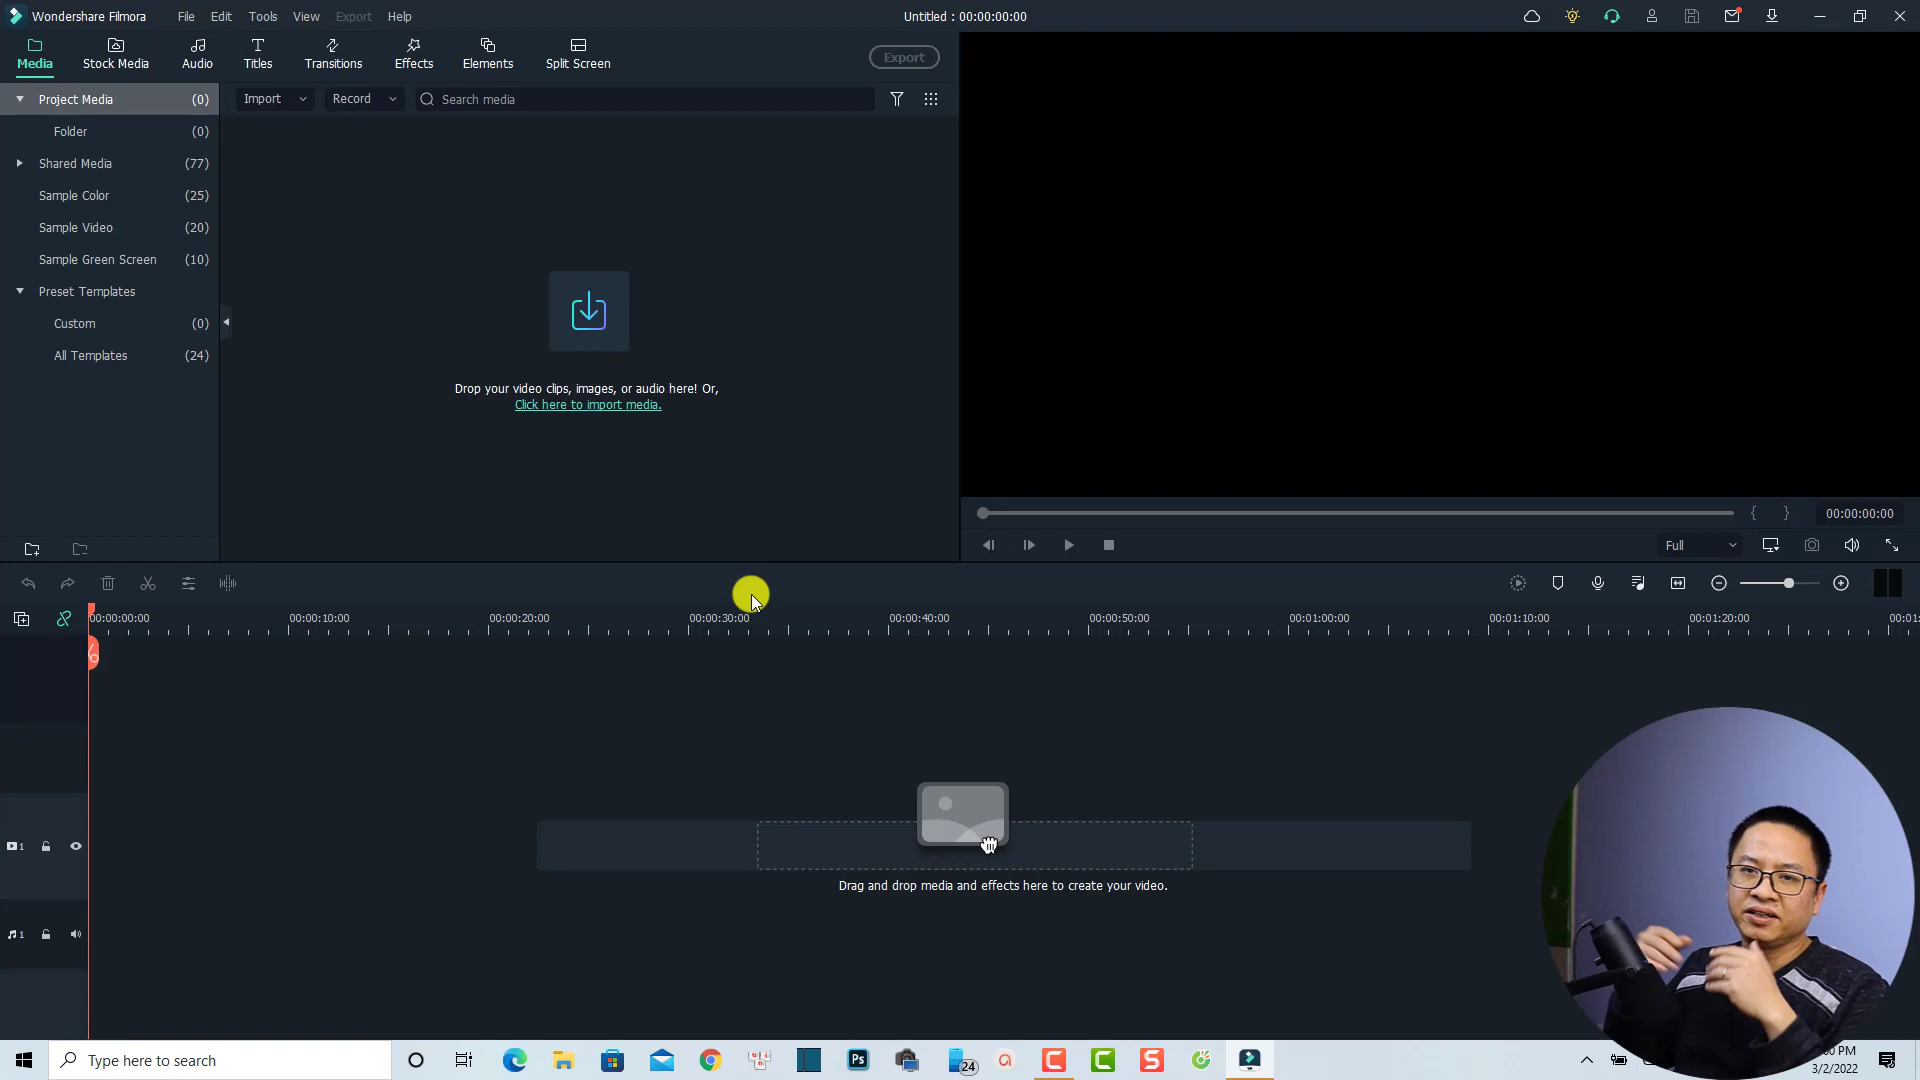 Wondershare Filmora File Edit Tools View Export Help Untitled : 00:00:00:00
Media Stock Media Audio Titles Transitions Effects Elements Split Screen Export
Project Media (0)
Import Record Search media
Folder (0)
Shared Media (77)
Sample Color (25)
Sample Video (20)
Sample Green Screen (10)
Preset Templates
Custom (0)
All Templates (24)
Drop your video clips, images, or audio here! Or,
Click here to import media.
{ } 00:00:00:00
Full
00:00:00:00 00:00:10:00 00:00:20:00 00:00:30:00 00:00:40:00 00:00:50:00 00:01:00:00 00:01:10:00 00:01:20:00
1
Drag and drop media and effects here to create your video.
1
Type here to search
Ps
24
3/2/2022